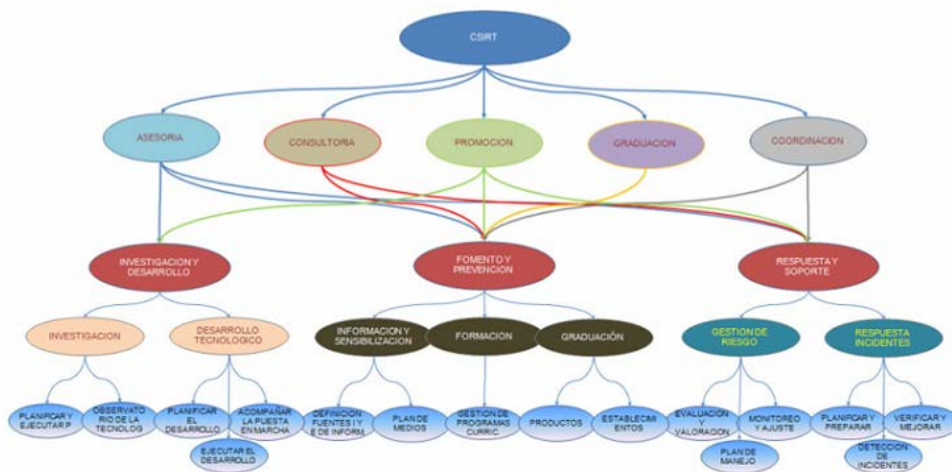 CSIRT
ASESORIA
CONSULTORIA
PROMOCION
GRADUACION
COORDINACION
INVESTIGACION Y
DESARROLLO
FOMENTO Y
PREVENCION
RESPUESTA Y
SOPORTE
INVESTIGACION
DESARROLLO
TECNOLOGICO
INFORMACION Y
SENSIBILIZACION
FORMACION
GRADUACIÓN
GESTION DE
RIESGO
RESPUESTA
INCIDENTES
PLANIFICAR Y
EJECUTAR P
OBSERVATO
RIO DE LA
TECNOLOG
PLANIFICAR
EL
DESARROLLO
EJECUTAR EL
DESARROLLO
ACOMPAÑAR
LA PUESTA
EN MARCHA
DEFINICIÓN
FUENTES I Y
E DE INFORM.
PLAN DE
MEDIOS
GESTION DE
PROGRAMAS
CURRIC.
PRODUCTOS
ESTABLECIMI
ENTOS
EVALUACIÓN
Y
VALORACION
PLAN DE
MANEJO
MONITOREO
Y AJUSTE
PLANIFICAR Y
PREPARAR
DETECCION
DE
INCIDENTES
VERIFICAR Y
MEJORAR